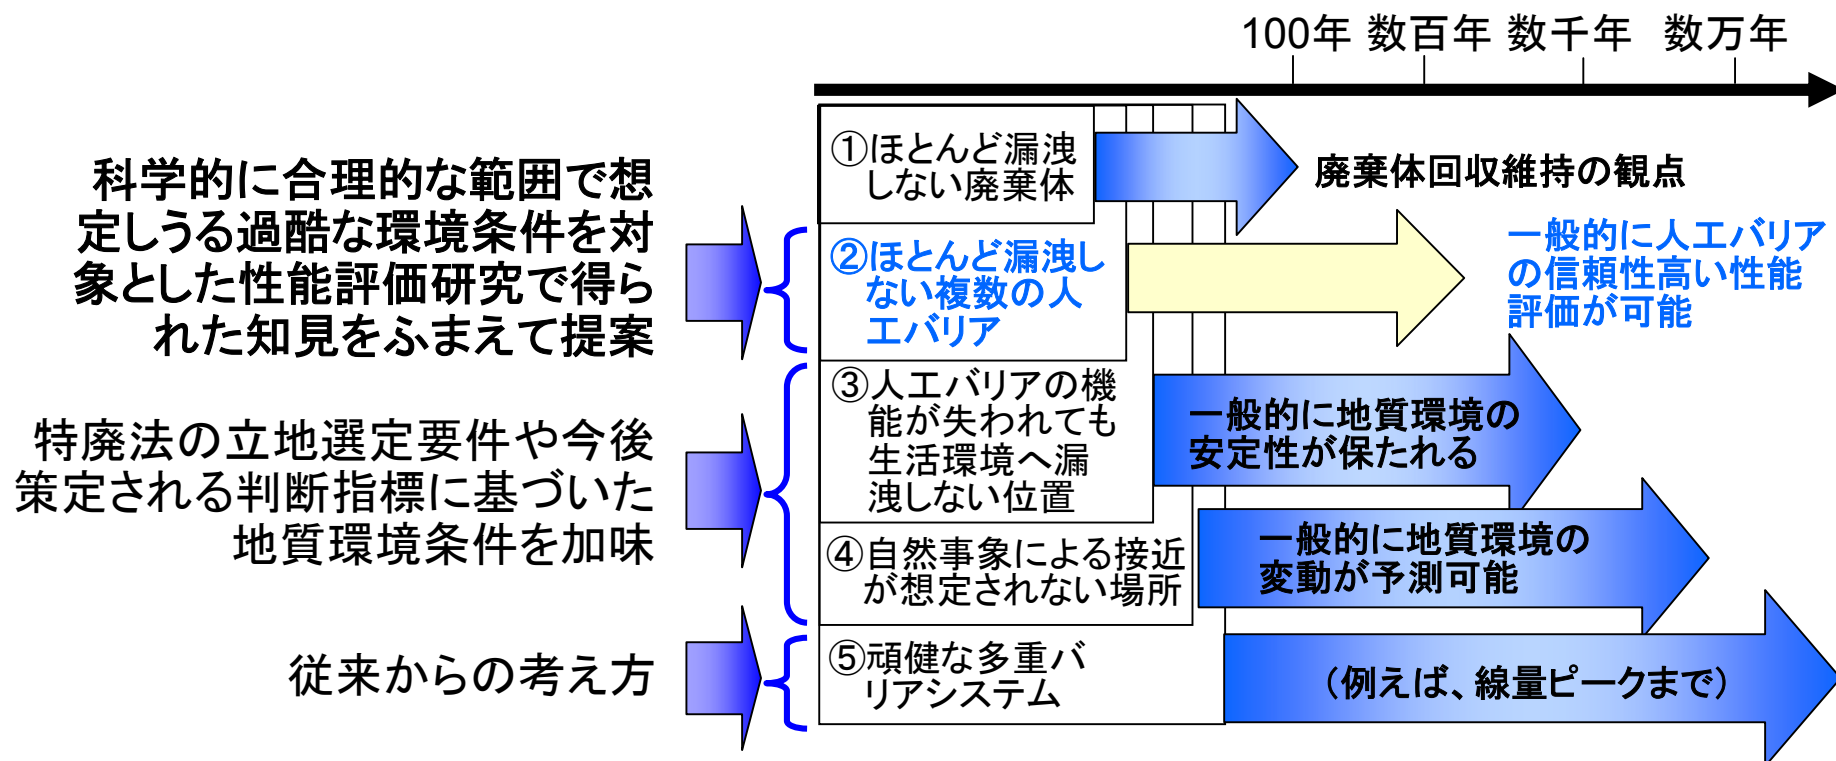 100年 数百年 数千年 数万年
科学的に合理的な範囲で想
定しうる過酷な環境条件を対
象とした性能評価研究で得ら
れた知見をふまえて提案
特廃法の立地選定要件や今後
策定される判断指標に基づいた
地質環境条件を加味
従来からの考え方
①ほとんど漏洩
しない廃棄体
廃棄体回収維持の観点
②ほとんど漏洩し
ない複数の人
工バリア
一般的に人工バリア
の信頼性高い性能
評価が可能
③人工バリアの機
能が失われても
生活環境へ漏
洩しない位置
一般的に地質環境の
安定性が保たれる
④自然事象による接近
が想定されない場所
一般的に地質環境の
変動が予測可能
⑤頑健な多重バ
リアシステム
（例えば、線量ピークまで）